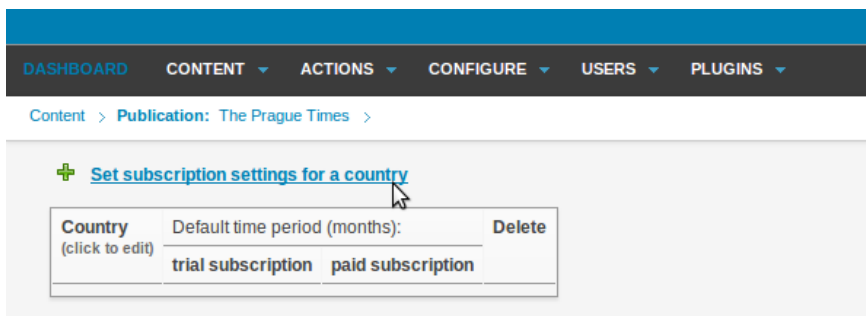 DASHBOARD CONTENT ACTIONS CONFIGURE USERS PLUGINS
Content > Publication: The Prague Times >
Set subscription settings for a country
Country Default time period (months): Delete
(click to edit)
trial subscription paid subscription